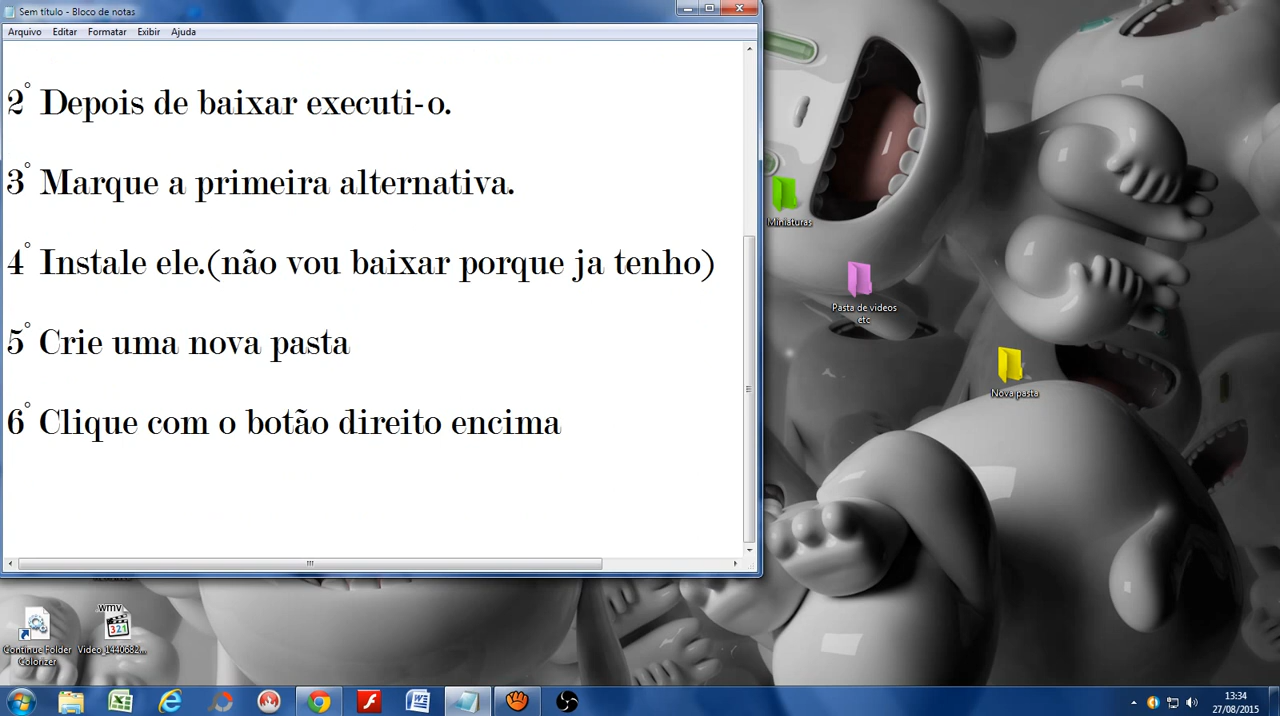 Sem título - Bloco de notas
Arquivo Editar Formatar Exibir Ajuda
2° Depois de baixar executi-o.
3° Marque a primeira alternativa.
4° Instale ele.(não vou baixar porque ja tenho)
5° Crie uma nova pasta
6° Clique com o botão direito encima
Miniaturas
Pasta de videos
etc
Nova pasta
.wmv
321
Continue Folder
Colorizer
Video_1440682...
13:34
27/08/2015